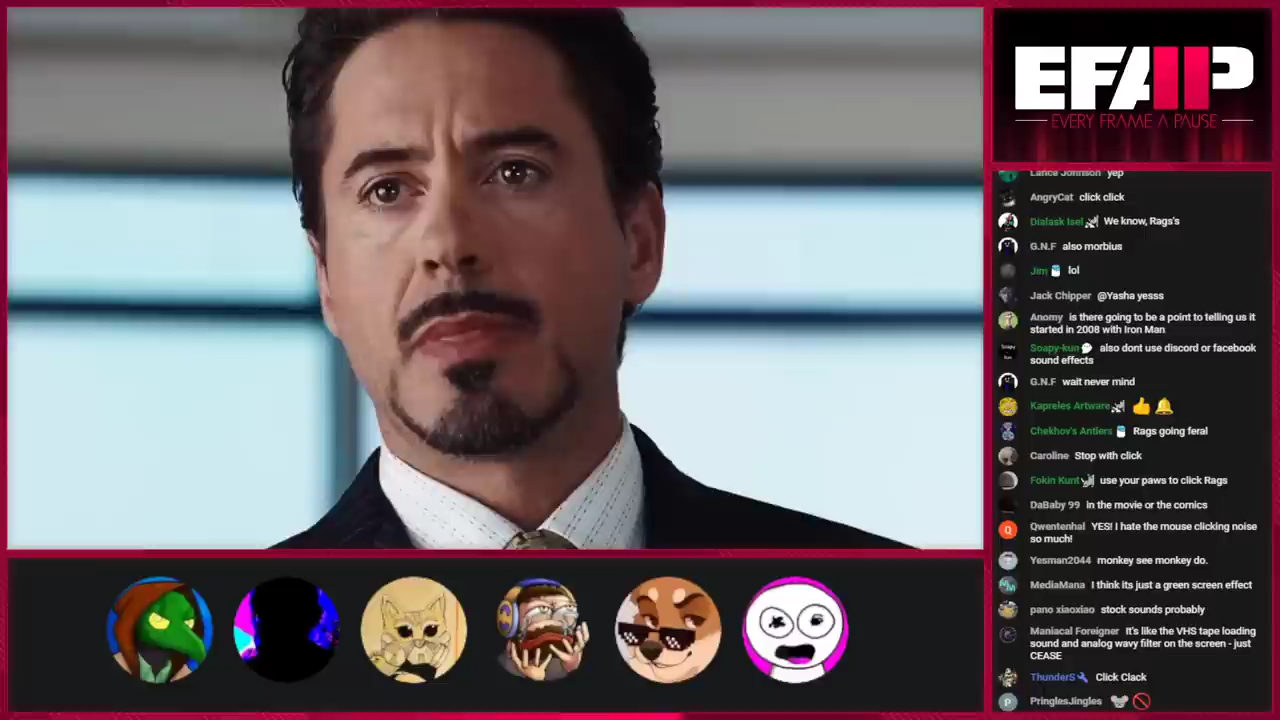 EFAP
EVERY FRAME A PAUSE
Lance Johnson yep
AngryCat click click
Dialask Isel We know, Rags's
G.N.F also morbius
Jim lol
Jack Chipper @Yasha yesss
Anomy is there going to be a point to telling us it
started in 2008 with Iron Man
Soapy-kun also dont use discord or facebook
sound effects
G.N.F wait never mind
Kapreles Artware 👍 🔔
Chekhov's Antlers Rags going feral
Caroline Stop with click
Fokin Kunt use your paws to click Rags
DaBaby 99 in the movie or the comics
Qwentenhal YES! I hate the mouse clicking noise
so much!
Yesman2044 monkey see monkey do.
MediaMana I think its just a green screen effect
pano xiaoxiao stock sounds probably
Maniacal Foreigner It's like the VHS tape loading
sound and analog wavy filter on the screen - just
CEASE
ThunderS Click Clack
PringlesJingles 🐭 🚫